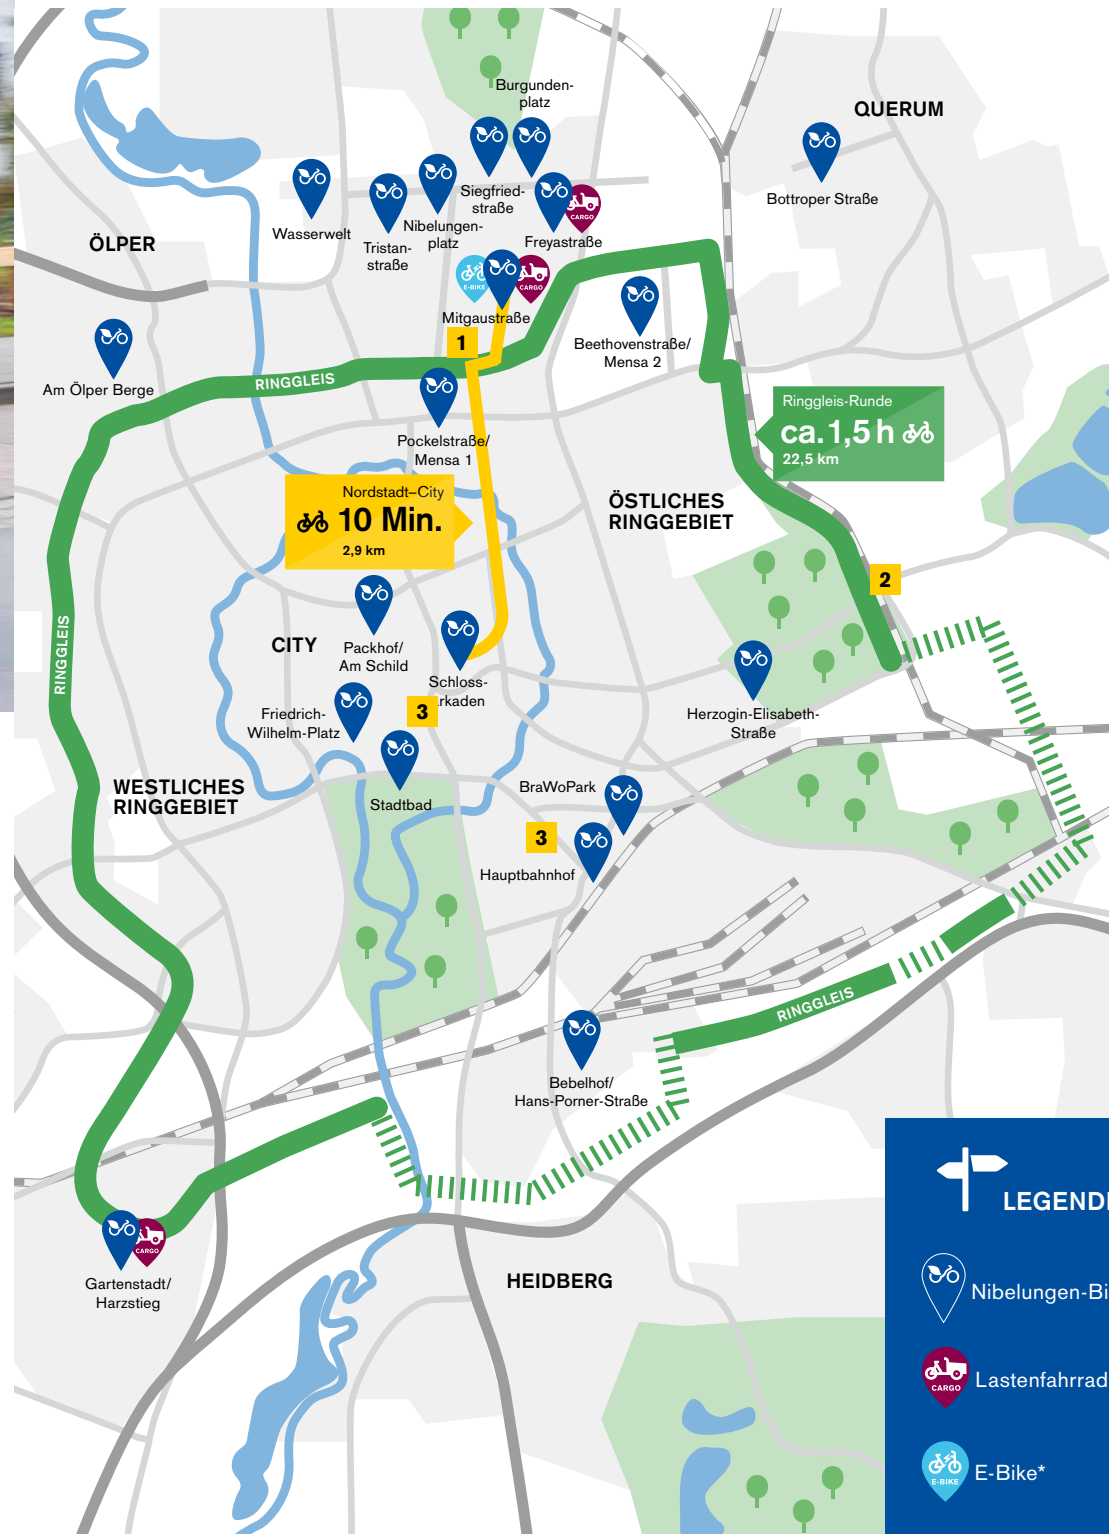 Burgunden-
platz
QUERUM
Siegfried-
straße
Bottroper Straße
Wasserwelt
Tristan-
straße
Nibelungen-
platz
Freyastraße
CARGO
ÖLPER
E-BIKE
CARGO
Mitgaustraße
1
Beethovenstraße/
Mensa 2
Am Ölper Berge
RINGGLEIS
Pockelstraße/
Mensa 1
Ringgleis-Runde
ca. 1,5 h
22,5 km
Nordstadt–City
10 Min.
2,9 km
ÖSTLICHES
RINGGEBIET
2
RINGGLEIS
CITY
Packhof/
Am Schild
Schloss-
rkaden
3
Friedrich-
Wilhelm-Platz
Herzogin-Elisabeth-
Straße
Stadtbad
WESTLICHES
RINGGEBIET
BraWoPark
3
Hauptbahnhof
RINGGLEIS
Bebelhof/
Hans-Porner-Straße
CARGO
Gartenstadt/
Harzstieg
HEIDBERG
LEGEND
Nibelungen-Bi
CARGO
Lastenfahrrad
E-BIKE
E-Bike*